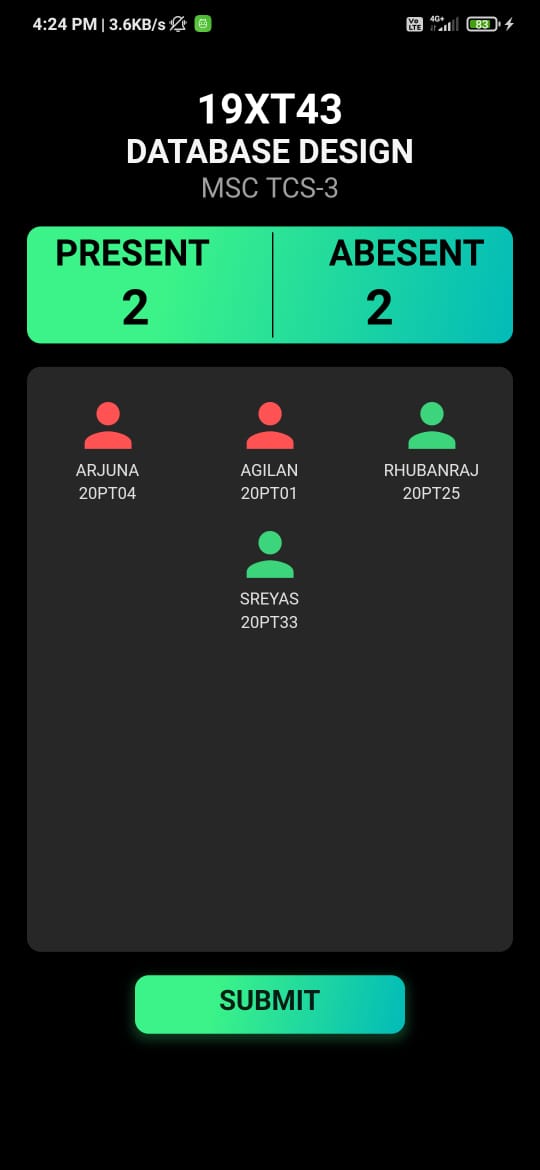 4:24 PM | 3.6KB/s
Vo LTE 4G+ 83
19XT43
DATABASE DESIGN
MSC TCS-3
PRESENT ABESENT
2 2
ARJUNA AGILAN RHUBANRAJ
20PT04 20PT01 20PT25
SREYAS
20PT33
SUBMIT